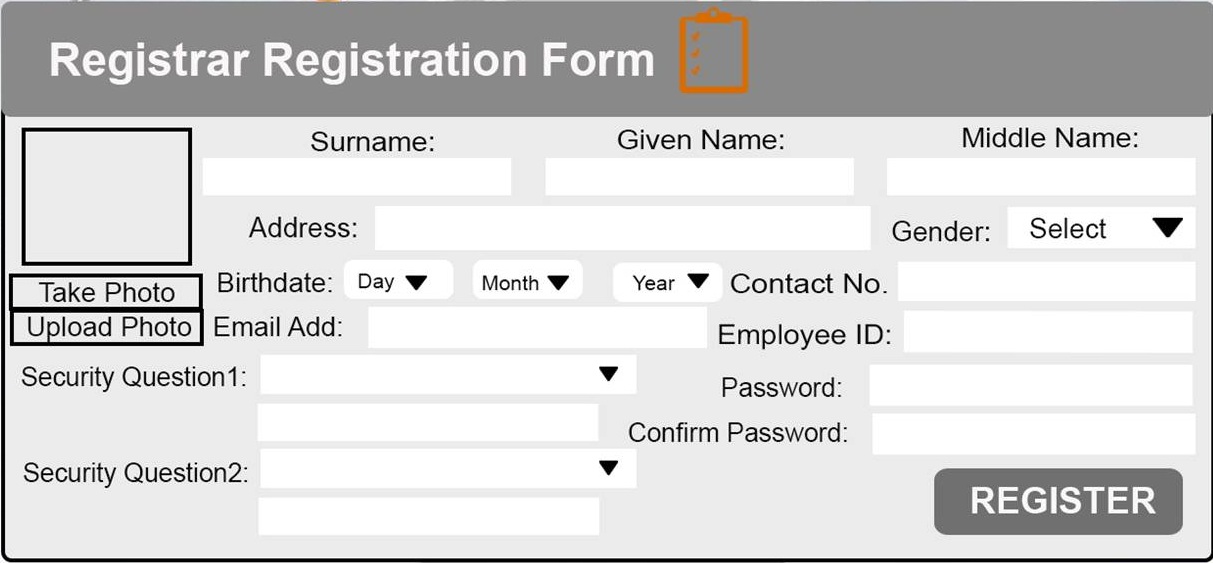 Registrar Registration Form
Surname: Given Name: Middle Name:
Address: Gender: Select
Take Photo
Birthdate: Day Month Year Contact No.
Upload Photo
Email Add: Employee ID:
Security Question1: Password:
Confirm Password:
Security Question2:
REGISTER